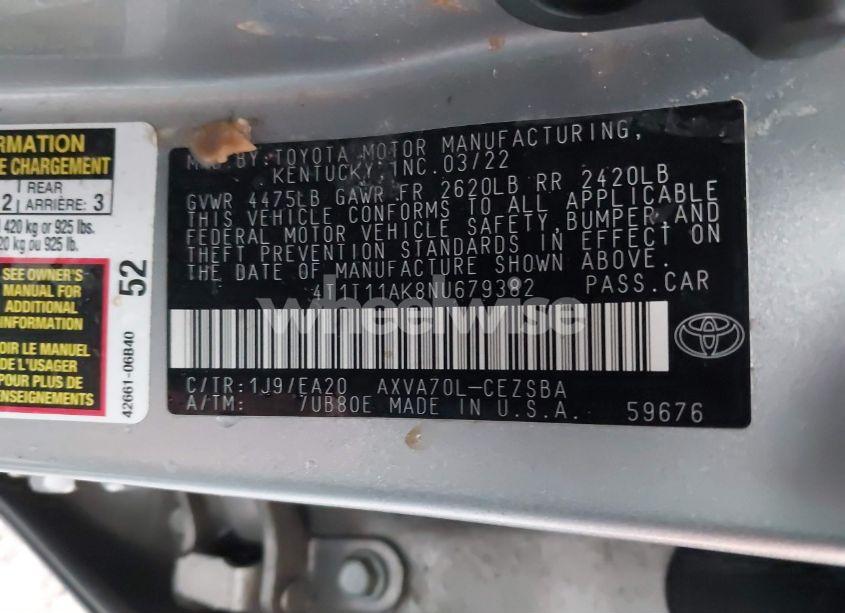 RMATION
E CHARGEMENT
REAR
2 ARRIÈRE: 3
420 kg or 925 lbs.
20 kg ou 925 lb.
SEE OWNER'S
MANUAL FOR
ADDITIONAL
INFORMATION
OIR LE MANUEL
DE L'USAGER
POUR PLUS DE
ENSEIGNEMENTS
52
42661-06B40
BY: TOYOTA MOTOR MANUFACTURING,
KENTUCKY, INC. 03/22
GVWR 4475LB GAWR FR 2620LB RR 2420LB
THIS VEHICLE CONFORMS TO ALL APPLICABLE
FEDERAL MOTOR VEHICLE SAFETY, BUMPER, AND
THEFT PREVENTION STANDARDS IN EFFECT ON
THE DATE OF MANUFACTURE SHOWN ABOVE.
4T1T11AK8NU679382 PASS.CAR
wheelwise
C/TR: 1J9/EA20 AXVA70L-CEZSBA
A/TM: 7UB80E MADE IN U.S.A. 59676